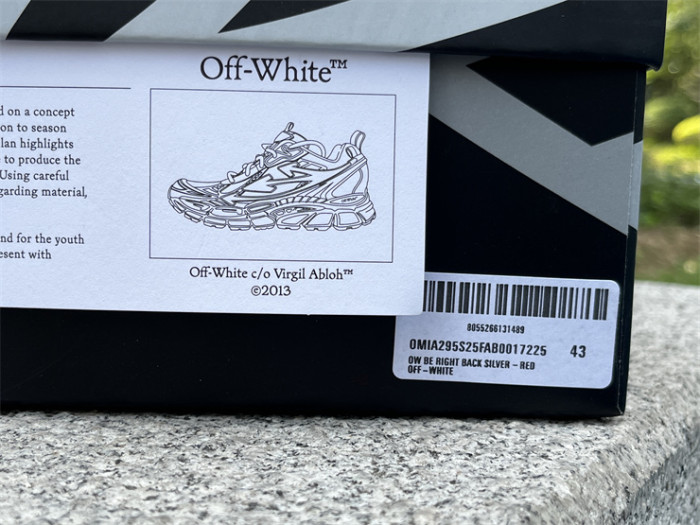 Off-White™
d on a concept
on to season
lan highlights
to produce the
Using careful
garding material,
nd for the youth
esent with
Off-White c/o Virgil Abloh™
©2013
8055266131489
OMIA295S25FAB0017225 43
OW BE RIGHT BACK SILVER - RED
OFF-WHITE